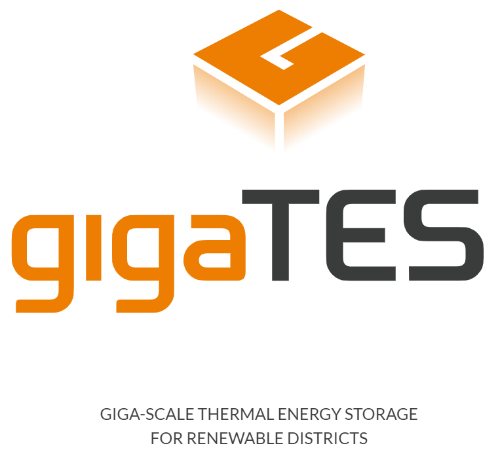 gigaTES
GIGA-SCALE THERMAL ENERGY STORAGE
FOR RENEWABLE DISTRICTS